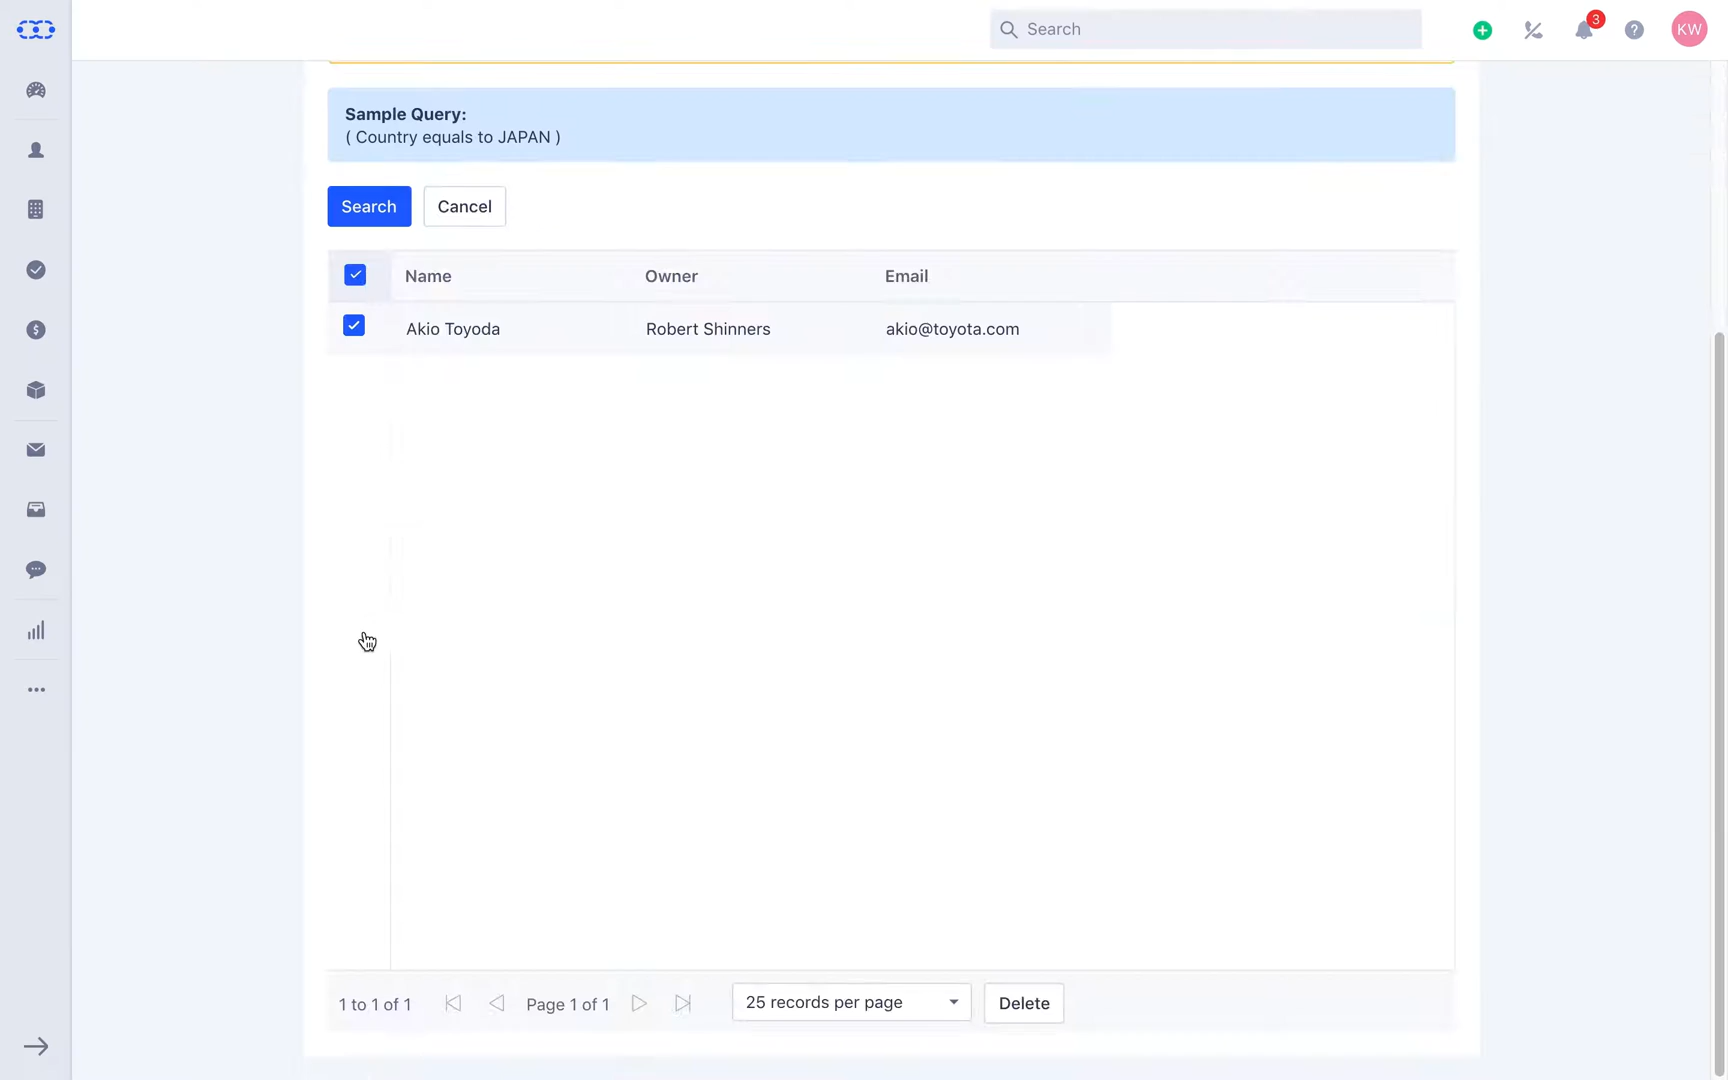 Search
3
KW
Sample Query:
( Country equals to JAPAN )
Search Cancel
Name Owner Email
Akio Toyoda Robert Shinners akio@toyota.com
1 to 1 of 1 Page 1 of 1 25 records per page Delete